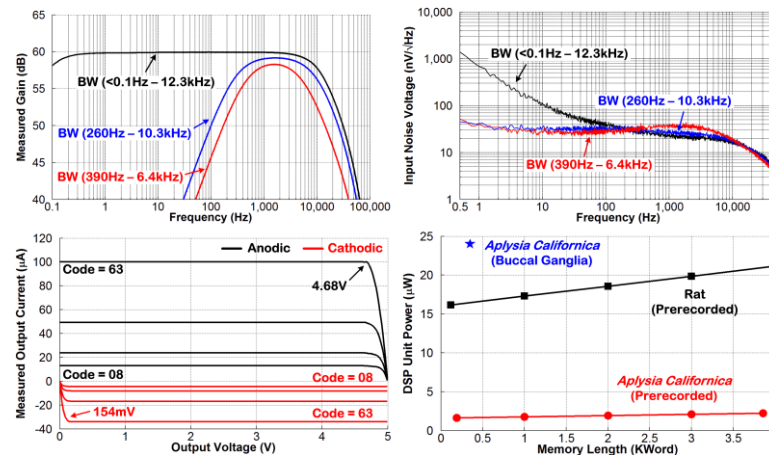 Measured Gain (dB)
65
60
55
50
45
40
BW (<0.1Hz – 12.3kHz)
BW (260Hz – 10.3kHz)
BW (390Hz – 6.4kHz)
0.1 1 10 100 1,000 10,000 100,000
Frequency (Hz)
Input Noise Voltage (nV/√Hz)
10,000
1,000
100
10
1
BW (<0.1Hz – 12.3kHz)
BW (260Hz – 10.3kHz)
BW (390Hz – 6.4kHz)
0.5 1 10 100 1,000 10,000
Frequency (Hz)
Measured Output Current (µA)
120
100
80
60
40
20
0
-20
-40
Anodic Cathodic
Code = 63
4.68V
Code = 08
Code = 08
154mV
Code = 63
0 1 2 3 4 5
Output Voltage (V)
DSP Unit Power (µW)
25
20
15
10
5
0
Aplysia Californica
(Buccal Ganglia)
Rat
(Prerecorded)
Aplysia Californica
(Prerecorded)
0 0.5 1 1.5 2 2.5 3 3.5
Memory Length (KWord)